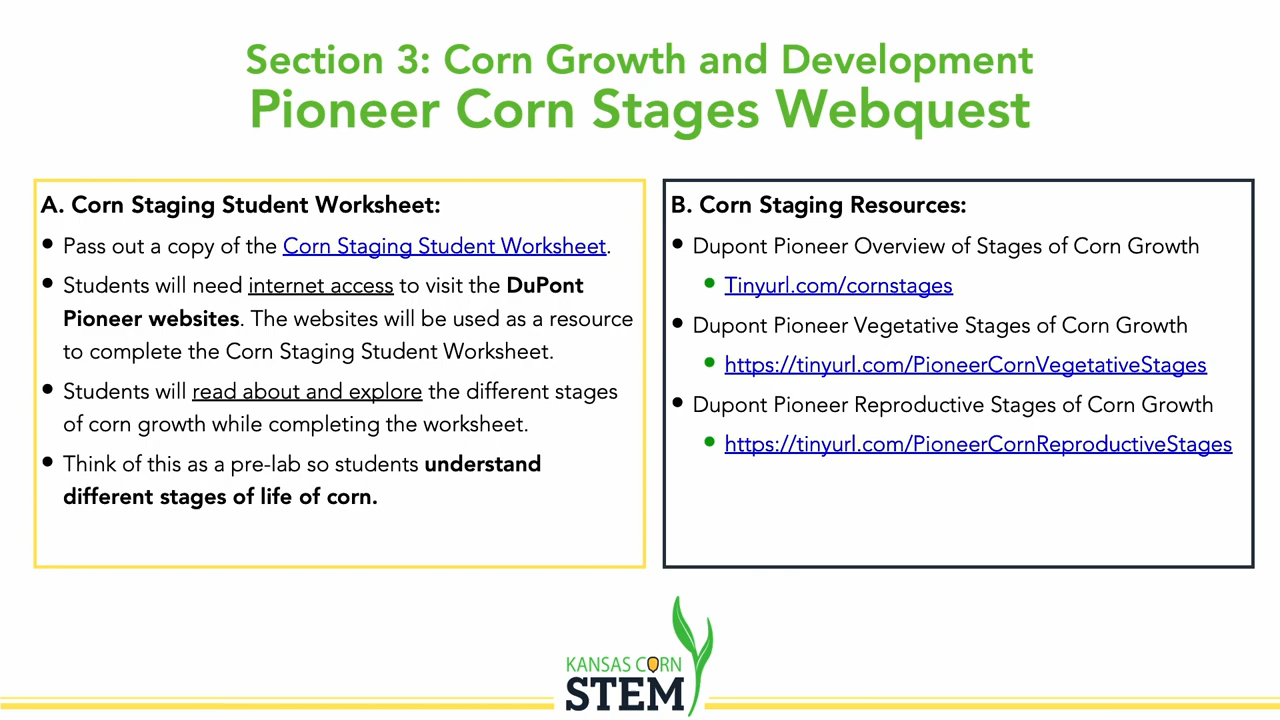 Section 3: Corn Growth and Development
Pioneer Corn Stages Webquest
A. Corn Staging Student Worksheet:
• Pass out a copy of the Corn Staging Student Worksheet.
• Students will need internet access to visit the DuPont
Pioneer websites. The websites will be used as a resource
to complete the Corn Staging Student Worksheet.
• Students will read about and explore the different stages
of corn growth while completing the worksheet.
• Think of this as a pre-lab so students understand
different stages of life of corn.
B. Corn Staging Resources:
• Dupont Pioneer Overview of Stages of Corn Growth
• Tinyurl.com/cornstages
• Dupont Pioneer Vegetative Stages of Corn Growth
• https://tinyurl.com/PioneerCornVegetativeStages
• Dupont Pioneer Reproductive Stages of Corn Growth
• https://tinyurl.com/PioneerCornReproductiveStages
KANSAS CORN
STEM